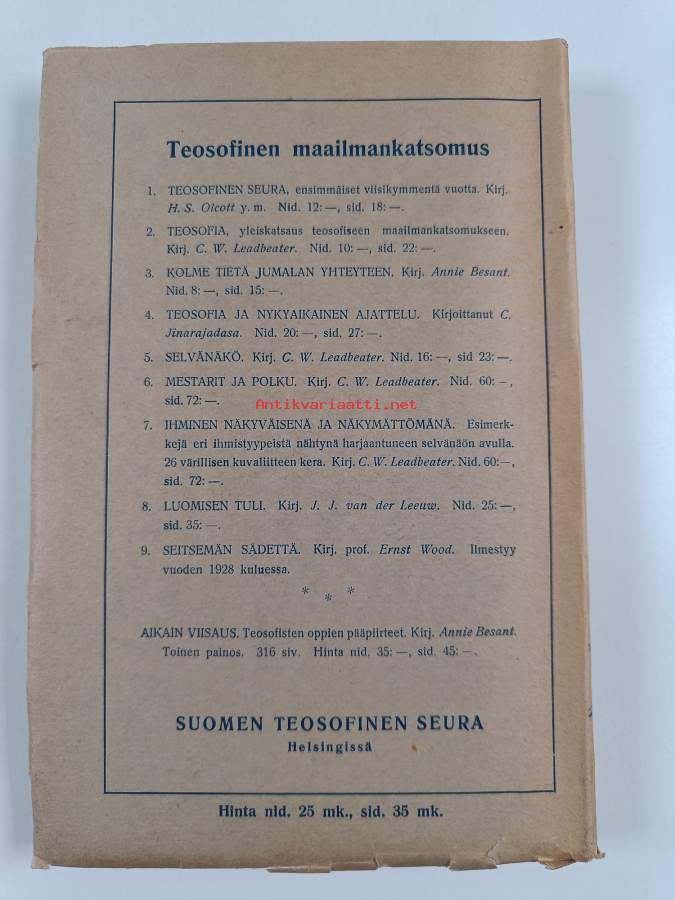 Teosofinen maailmankatsomus
1. TEOSOFINEN SEURA, ensimmäiset viisikymmentä vuotta. Kirj.
H. S. Olcott y. m. Nid. 12: —, sid. 18: —.
2. TEOSOFIA, yleiskatsaus teosofiseen maailmankatsomukseen.
Kirj. C. W. Leadbeater. Nid. 10: —, sid. 22: —.
3. KOLME TIETÄ JUMALAN YHTEYTEEN. Kirj. Annie Besant.
Nid. 8: —, sid. 15: —.
4. TEOSOFIA JA NYKYAIKAINEN AJATTELU. Kirjoittanut C.
Jinarajadasa. Nid. 20: —, sid. 27: —.
5. SELVÄNÄKÖ. Kirj. C. W. Leadbeater. Nid. 16: —, sid 23: —.
6. MESTARIT JA POLKU. Kirj. C. W. Leadbeater. Nid. 60: –,
sid. 72: —.
Antikvariaatti.net
7. IHMINEN NÄKYVÄISENÄ JA NÄKYMÄTTÖMÄNÄ. Esimerk-
kejä eri ihmistyypeistä nähtynä harjaantuneen selvänäön avulla.
26 värillisen kuvaliitteen kera. Kirj. C. W. Leadbeater. Nid. 60: —,
sid. 72: —.
8. LUOMISEN TULI. Kirj. J. J. van der Leeuw. Nid. 25: —,
sid. 35: —.
9. SEITSEMÄN SÄDETTÄ. Kirj. prof. Ernst Wood. Ilmestyy
vuoden 1928 kuluessa.
* * *
AIKAIN VIISAUS. Teosofisten oppien pääpiirteet. Kirj. Annie Besant.
Toinen painos. 316 siv. Hinta nid. 35: —, sid. 45: –.
SUOMEN TEOSOFINEN SEURA
Helsingissä
Hinta nid. 25 mk., sid. 35 mk.